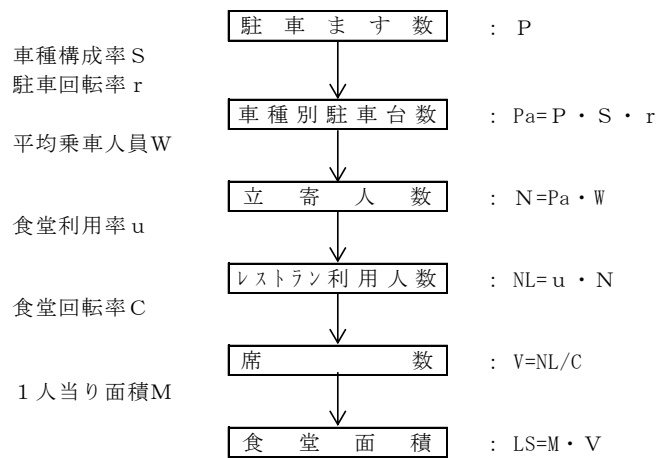 駐車ます数 : P
車種構成率S
駐車回転率r
車種別駐車台数 : Pa=P・S・r
平均乗車人員W
立寄人数 : N=Pa・W
食堂利用率u
レストラン利用人数 : NL=u・N
食堂回転率C
席数 : V=NL/C
1人当り面積M
食堂面積 : LS=M・V